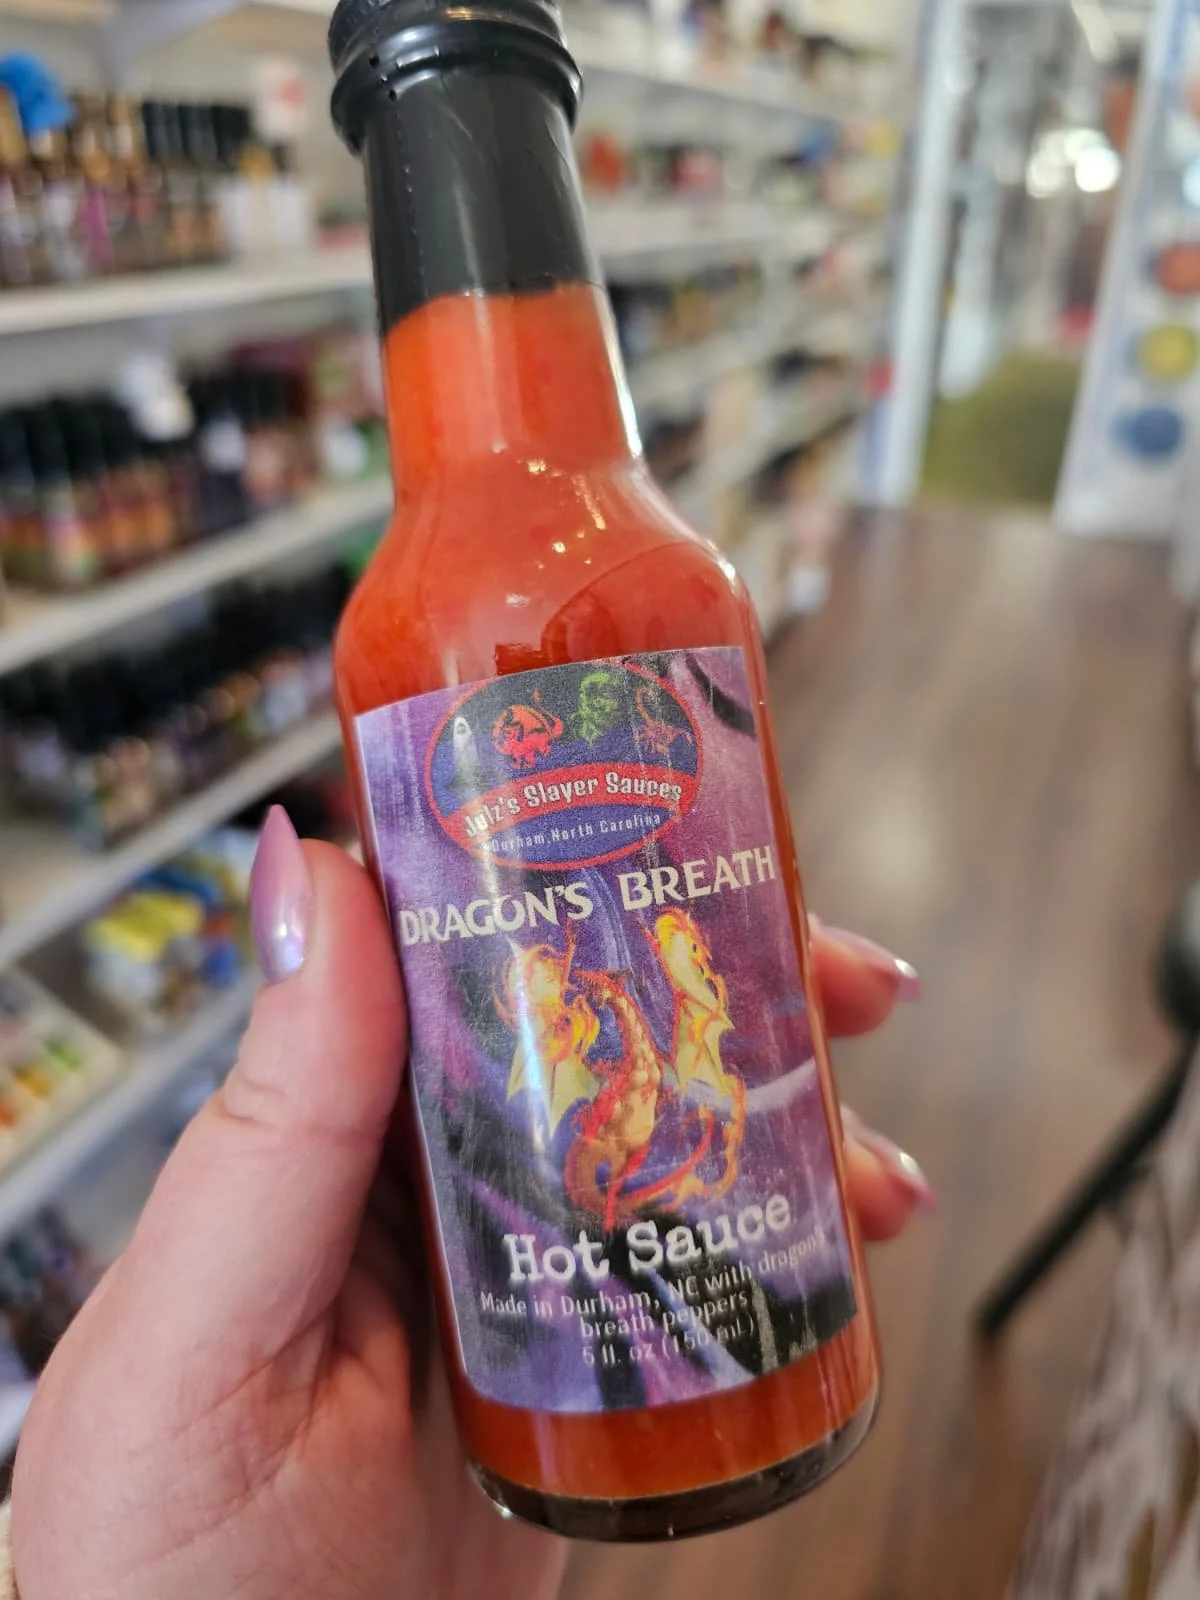 Julz's Slayer Sauces
Durham, North Carolina
DRAGON'S BREATH
Hot Sauce
Made in Durham, NC with dragon's
breath peppers
5 fl. oz (150 mL)